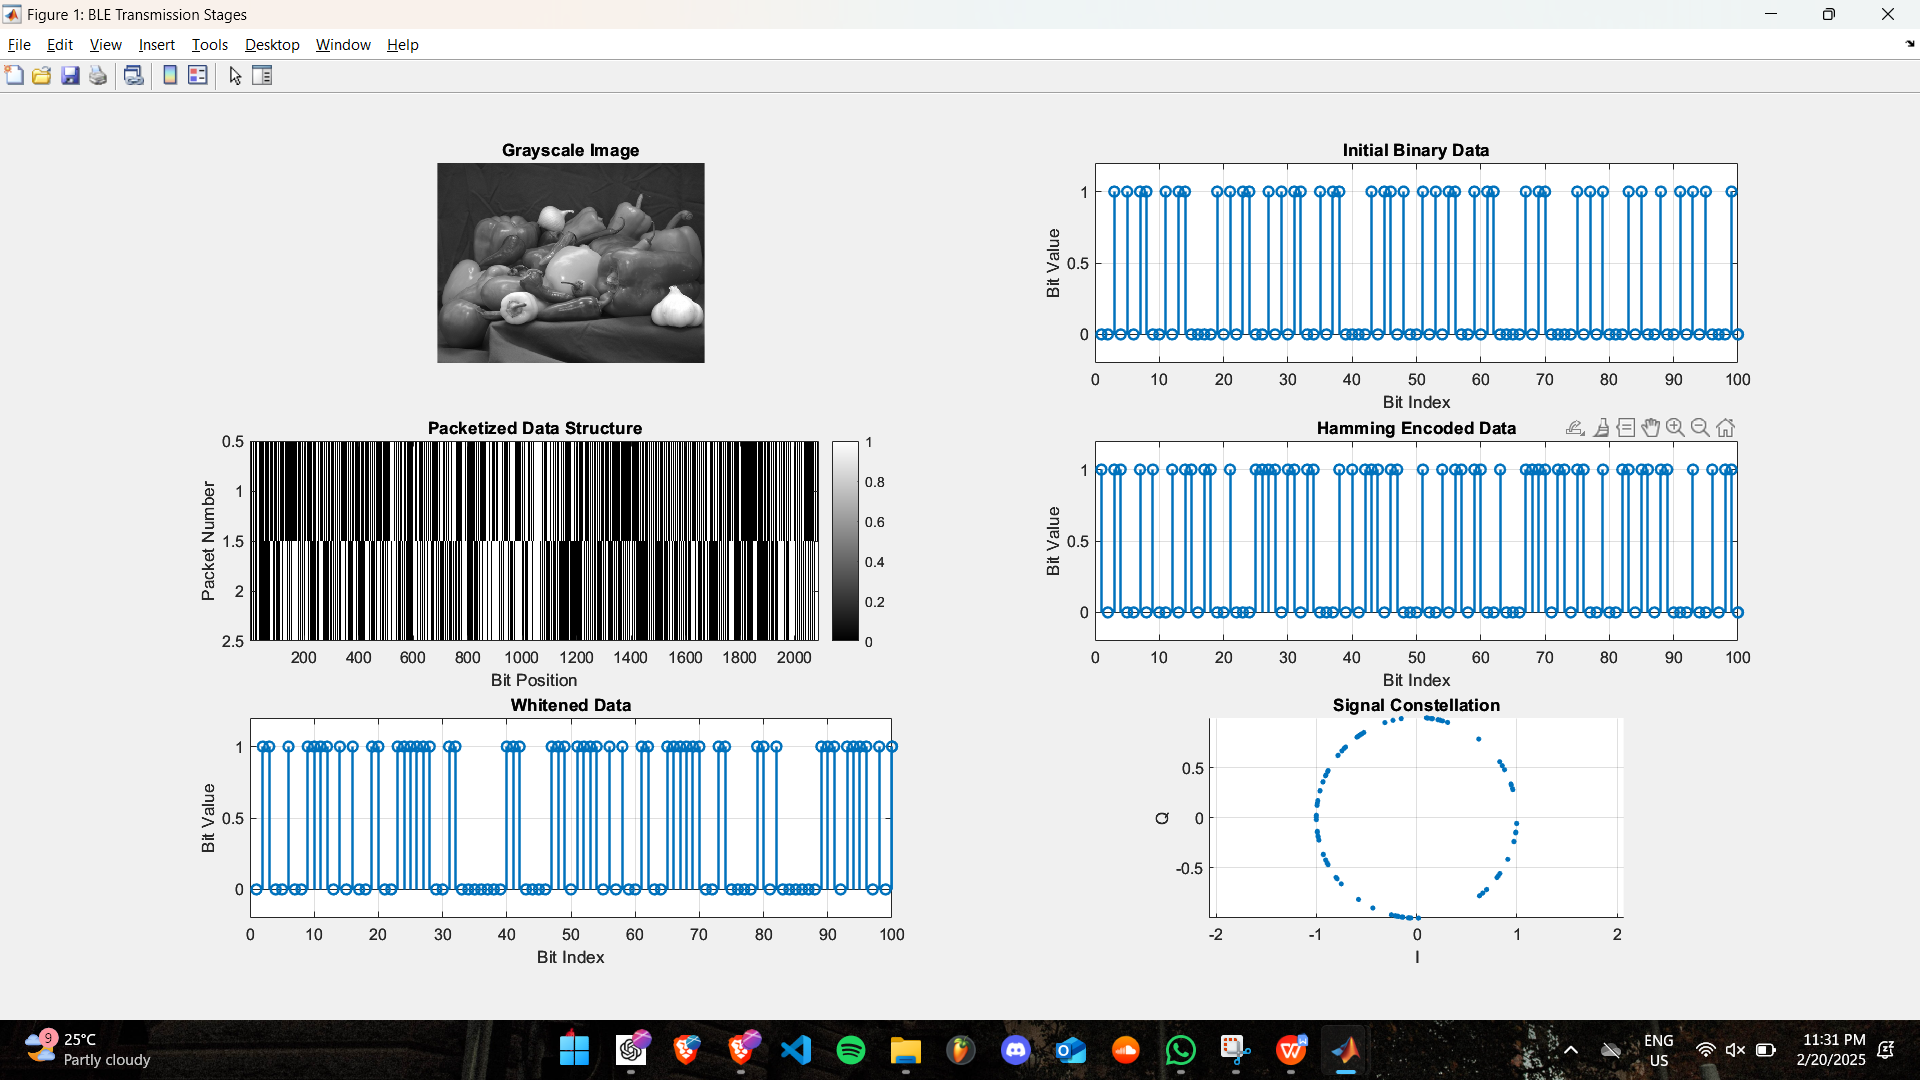 Figure 1: BLE Transmission Stages
File Edit View Insert Tools Desktop Window Help
Grayscale Image
Initial Binary Data
Bit Value
1
0.5
0
0 10 20 30 40 50 60 70 80 90 100
Bit Index
Packetized Data Structure
Packet Number
0.5
1
1.5
2
2.5
200 400 600 800 1000 1200 1400 1600 1800 2000
Bit Position
1
0.8
0.6
0.4
0.2
0
Hamming Encoded Data
Bit Value
1
0.5
0
0 10 20 30 40 50 60 70 80 90 100
Bit Index
Whitened Data
Bit Value
1
0.5
0
0 10 20 30 40 50 60 70 80 90 100
Bit Index
Signal Constellation
Q
0.5
0
-0.5
-2 -1 0 1 2
I
9
25°C
Partly cloudy
ENG
US
11:31 PM
2/20/2025